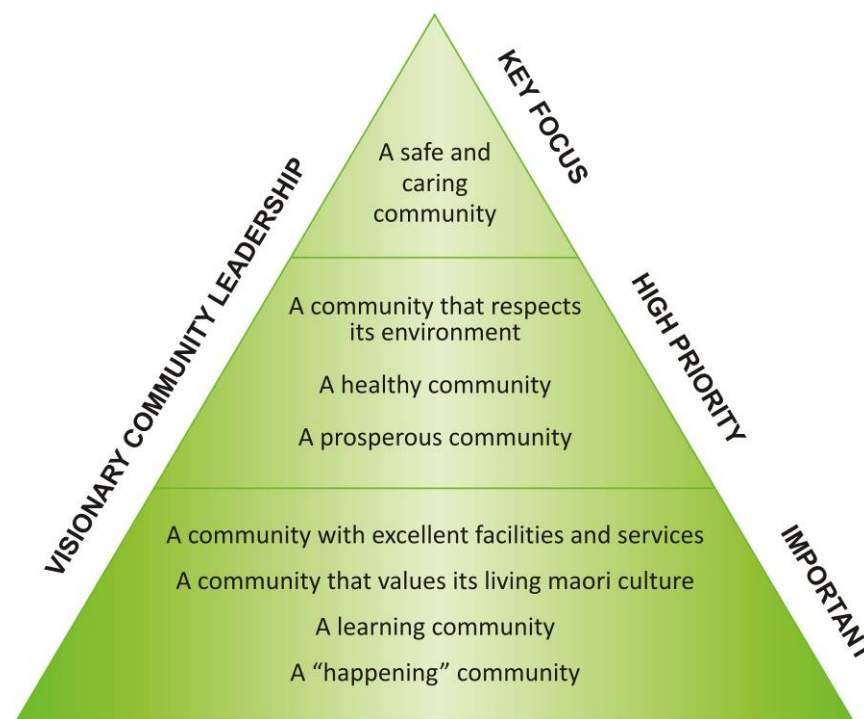 KEY FOCUS
A safe and
caring
community
VISIONARY COMMUNITY LEADERSHIP
HIGH PRIORITY
A community that respects
its environment
A healthy community
A prosperous community
IMPORTANT
A community with excellent facilities and services
A community that values its living maori culture
A learning community
A “happening” community